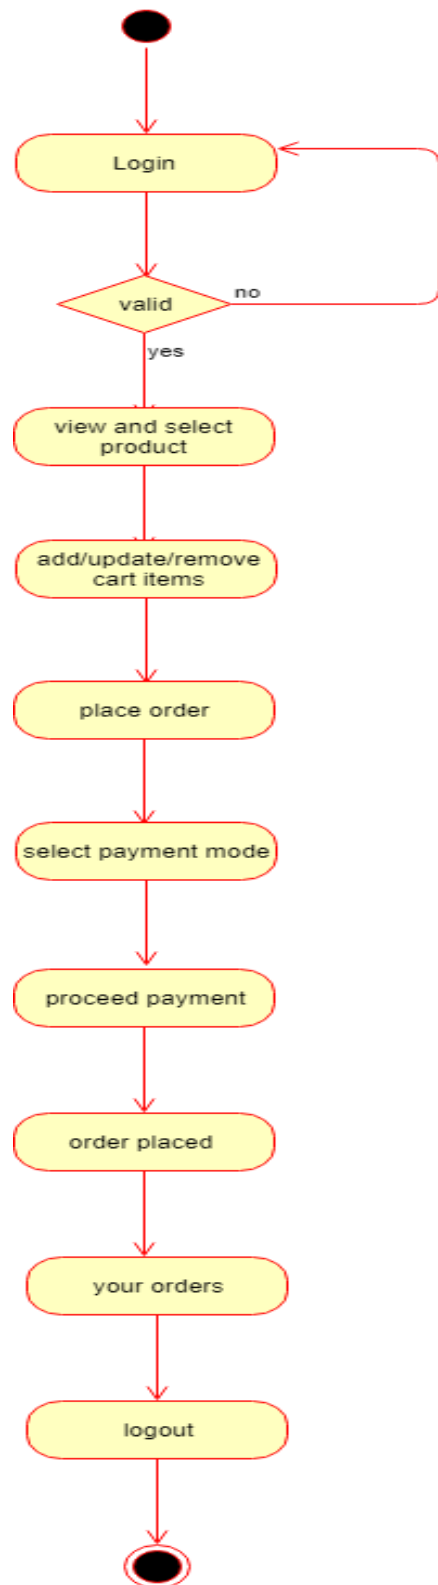 Login
valid
no
yes
view and select
product
add/update/remove
cart items
place order
select payment mode
proceed payment
order placed
your orders
logout